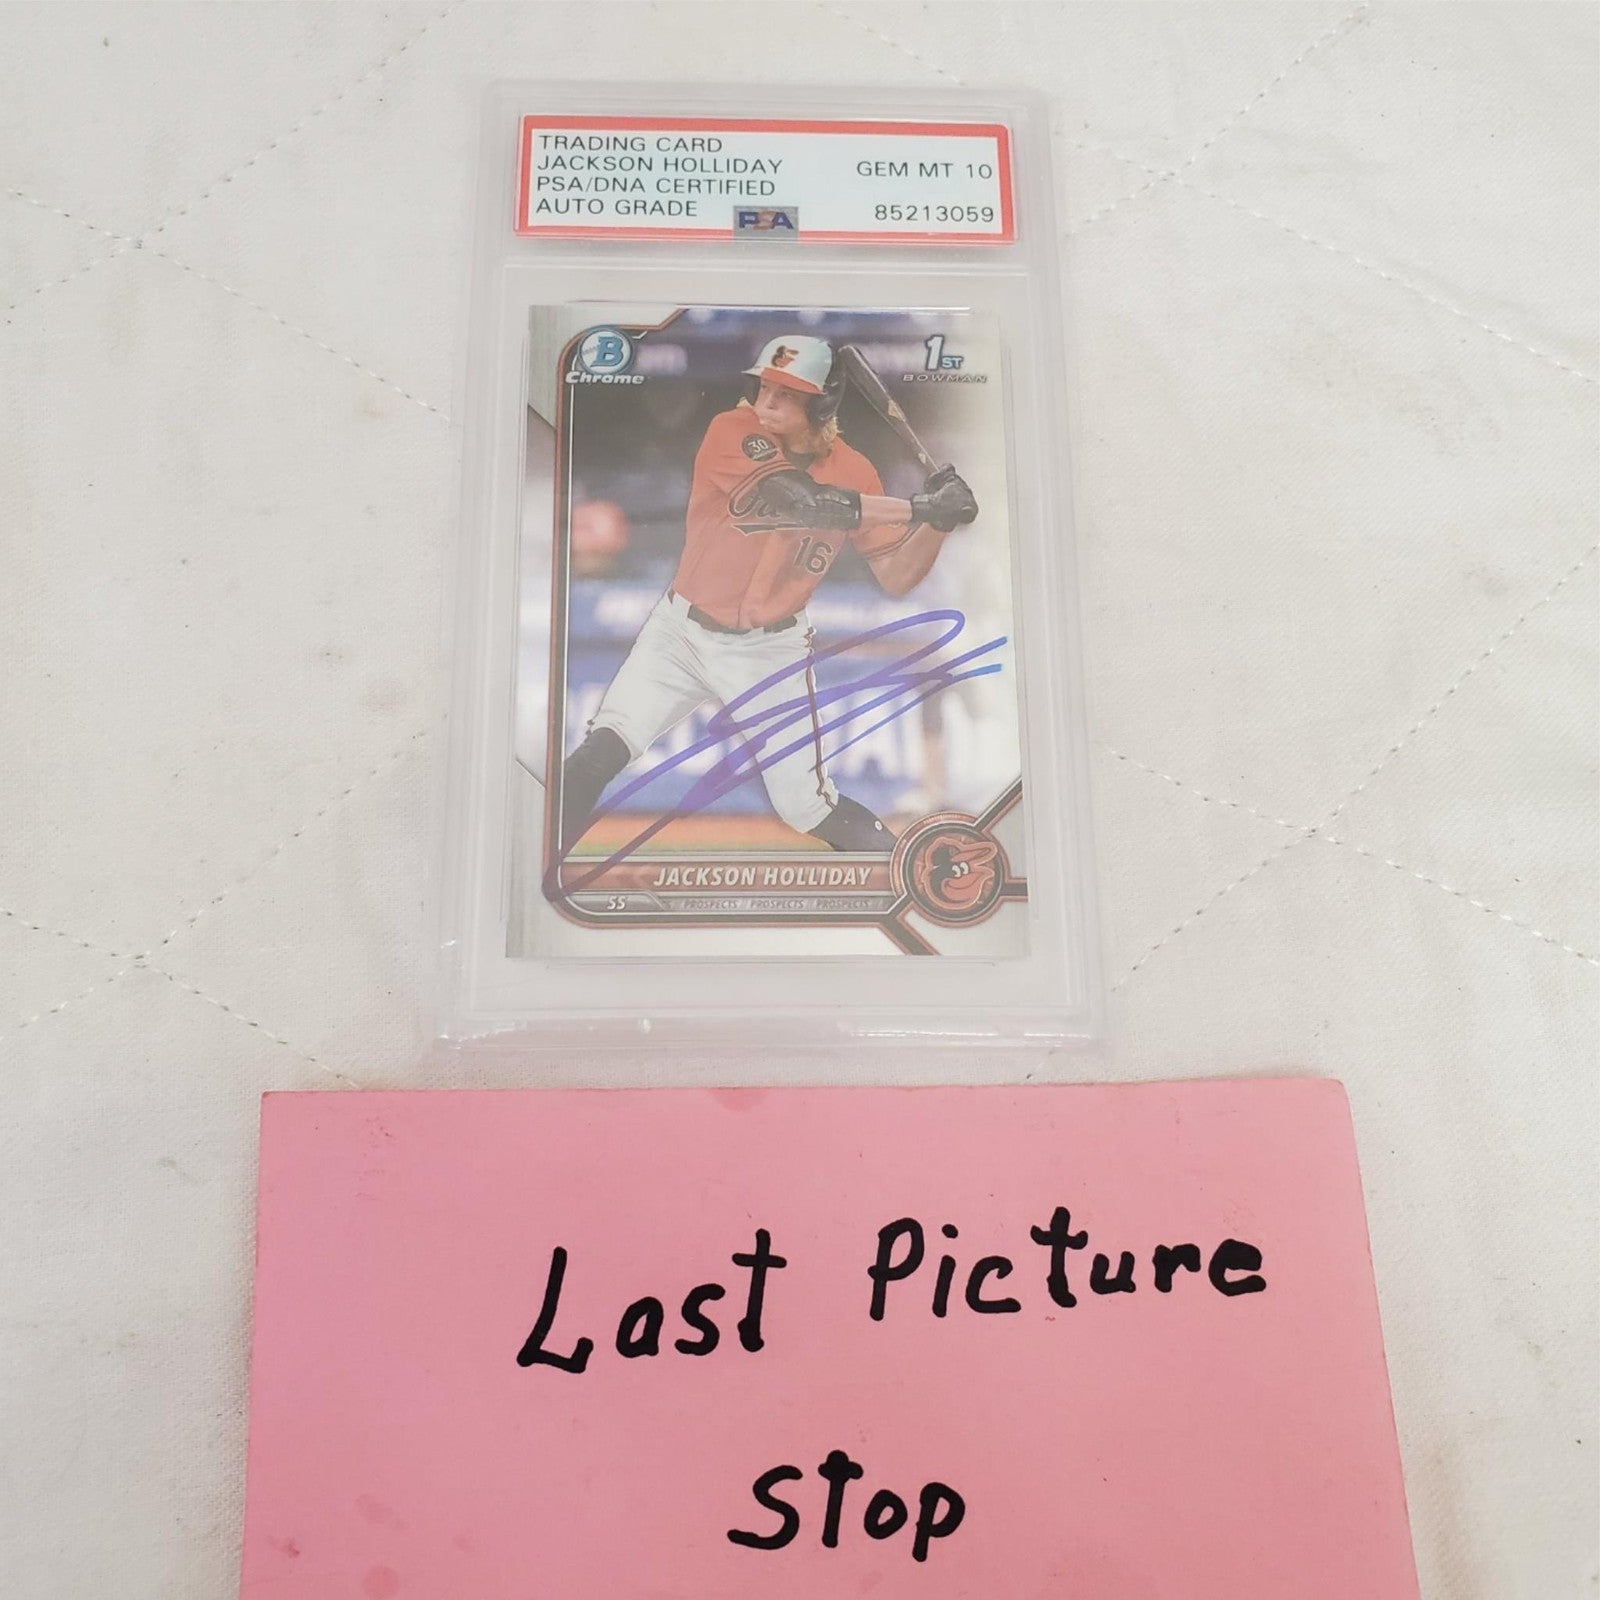 TRADING CARD
JACKSON HOLLIDAY
PSA/DNA CERTIFIED
AUTO GRADE
GEM MT 10
85213059
PSA
B
Chrome
1ST
BOWMAN
30
16
JACKSON HOLLIDAY
SS
PROSPECTS PROSPECTS PROSPECTS
Last Picture
Stop